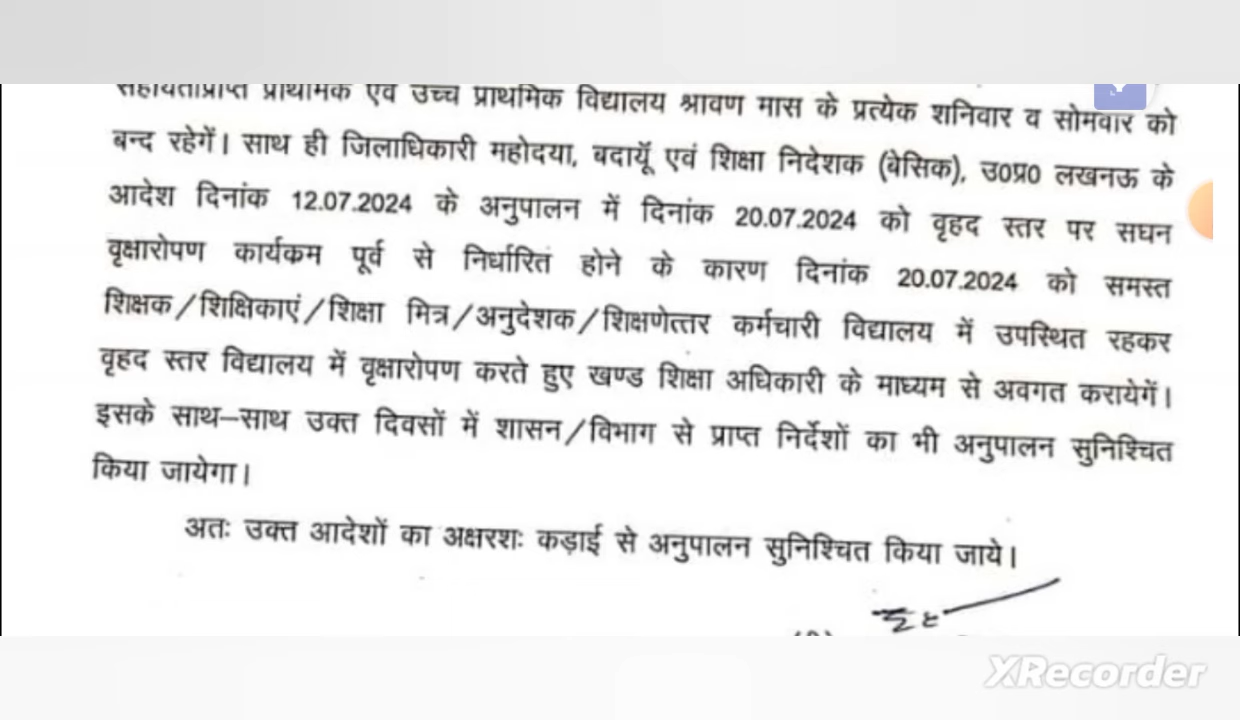 सहायताप्राप्त प्राथमिक एवं उच्च प्राथमिक विद्यालय श्रावण मास के प्रत्येक शनिवार व सोमवार को
बन्द रहेगें। साथ ही जिलाधिकारी महोदया, बदायूँ एवं शिक्षा निदेशक (बेसिक), उ0प्र0 लखनऊ के
आदेश दिनांक 12.07.2024 के अनुपालन में दिनांक 20.07.2024 को वृहद स्तर पर सघन
वृक्षारोपण कार्यकम पूर्व से निर्धारित होने के कारण दिनांक 20.07.2024 को समस्त
शिक्षक/शिक्षिकाएं/शिक्षा मित्र/अनुदेशक/शिक्षणेत्तर कर्मचारी विद्यालय में उपस्थित रहकर
वृहद स्तर विद्यालय में वृक्षारोपण करते हुए खण्ड शिक्षा अधिकारी के माध्यम से अवगत करायेगें।
इसके साथ–साथ उक्त दिवसों में शासन/विभाग से प्राप्त निर्देशों का भी अनुपालन सुनिश्चित
किया जायेगा।
अतः उक्त आदेशों का अक्षरशः कड़ाई से अनुपालन सुनिश्चित किया जाये।
XRecorder